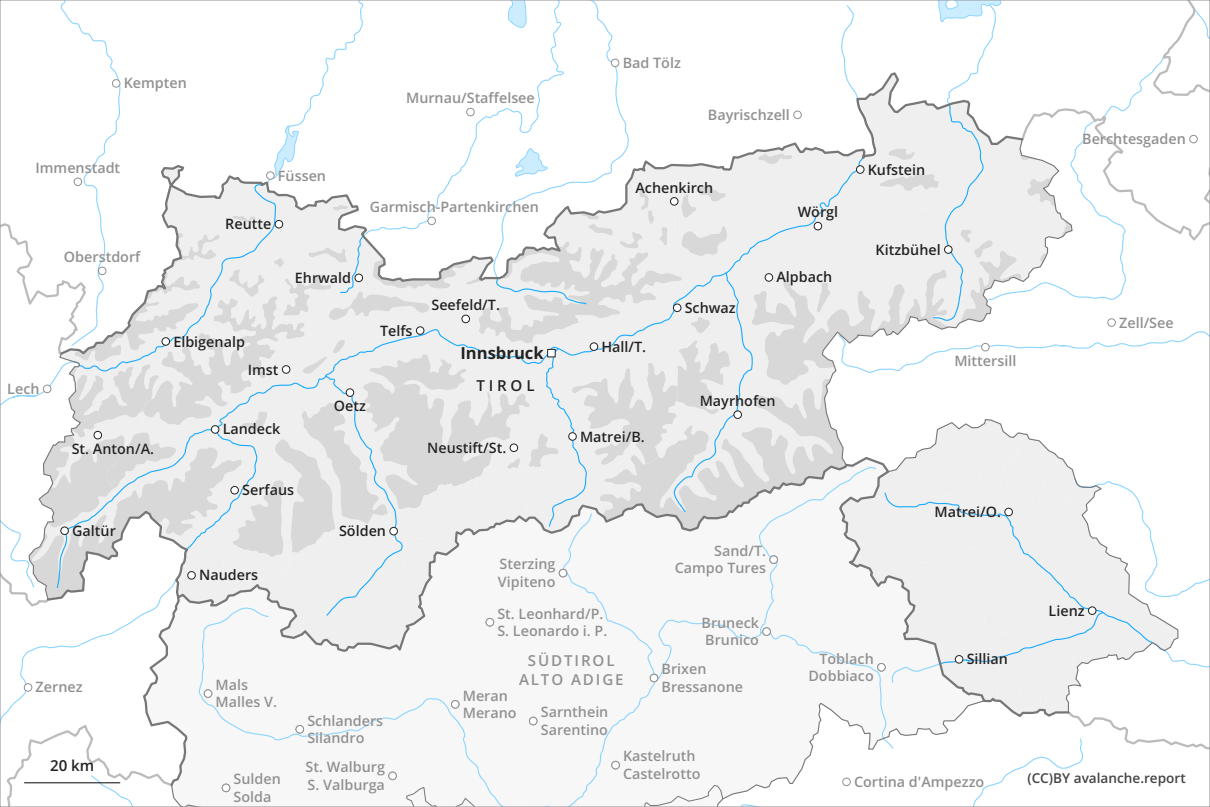 Bad Tölz
Kempten
Murnau/Staffelsee
Bayrischzell
Berchtesgaden
Immenstadt
Füssen
Kufstein
Achenkirch
Garmisch-Partenkirchen
Wörgl
Reutte
Kitzbühel
Oberstdorf
Ehrwald
Alpbach
Seefeld/T.
Schwaz
Zell/See
Telfs
Elbigenalp
Hall/T.
Innsbruck
Mittersill
Imst
TIROL
Lech
Oetz
Mayrhofen
Landeck
Matrei/B.
St. Anton/A.
Neustift/St.
Serfaus
Matrei/O.
Galtür
Sölden
Sand/T.
Campo Tures
Sterzing
Vipiteno
Nauders
Lienz
St. Leonhard/P.
S. Leonardo i. P.
Bruneck
Brunico
SÜDTIROL
ALTO ADIGE
Sillian
Toblach
Dobbiaco
Brixen
Bressanone
Zernez
Mals
Malles V.
Meran
Merano
Sarnthein
Sarentino
Schlanders
Silandro
Kastelruth
Castelrotto
20 km
St. Walburg
S. Valburga
Sulden
Solda
Cortina d'Ampezzo
(CC)BY avalanche.report